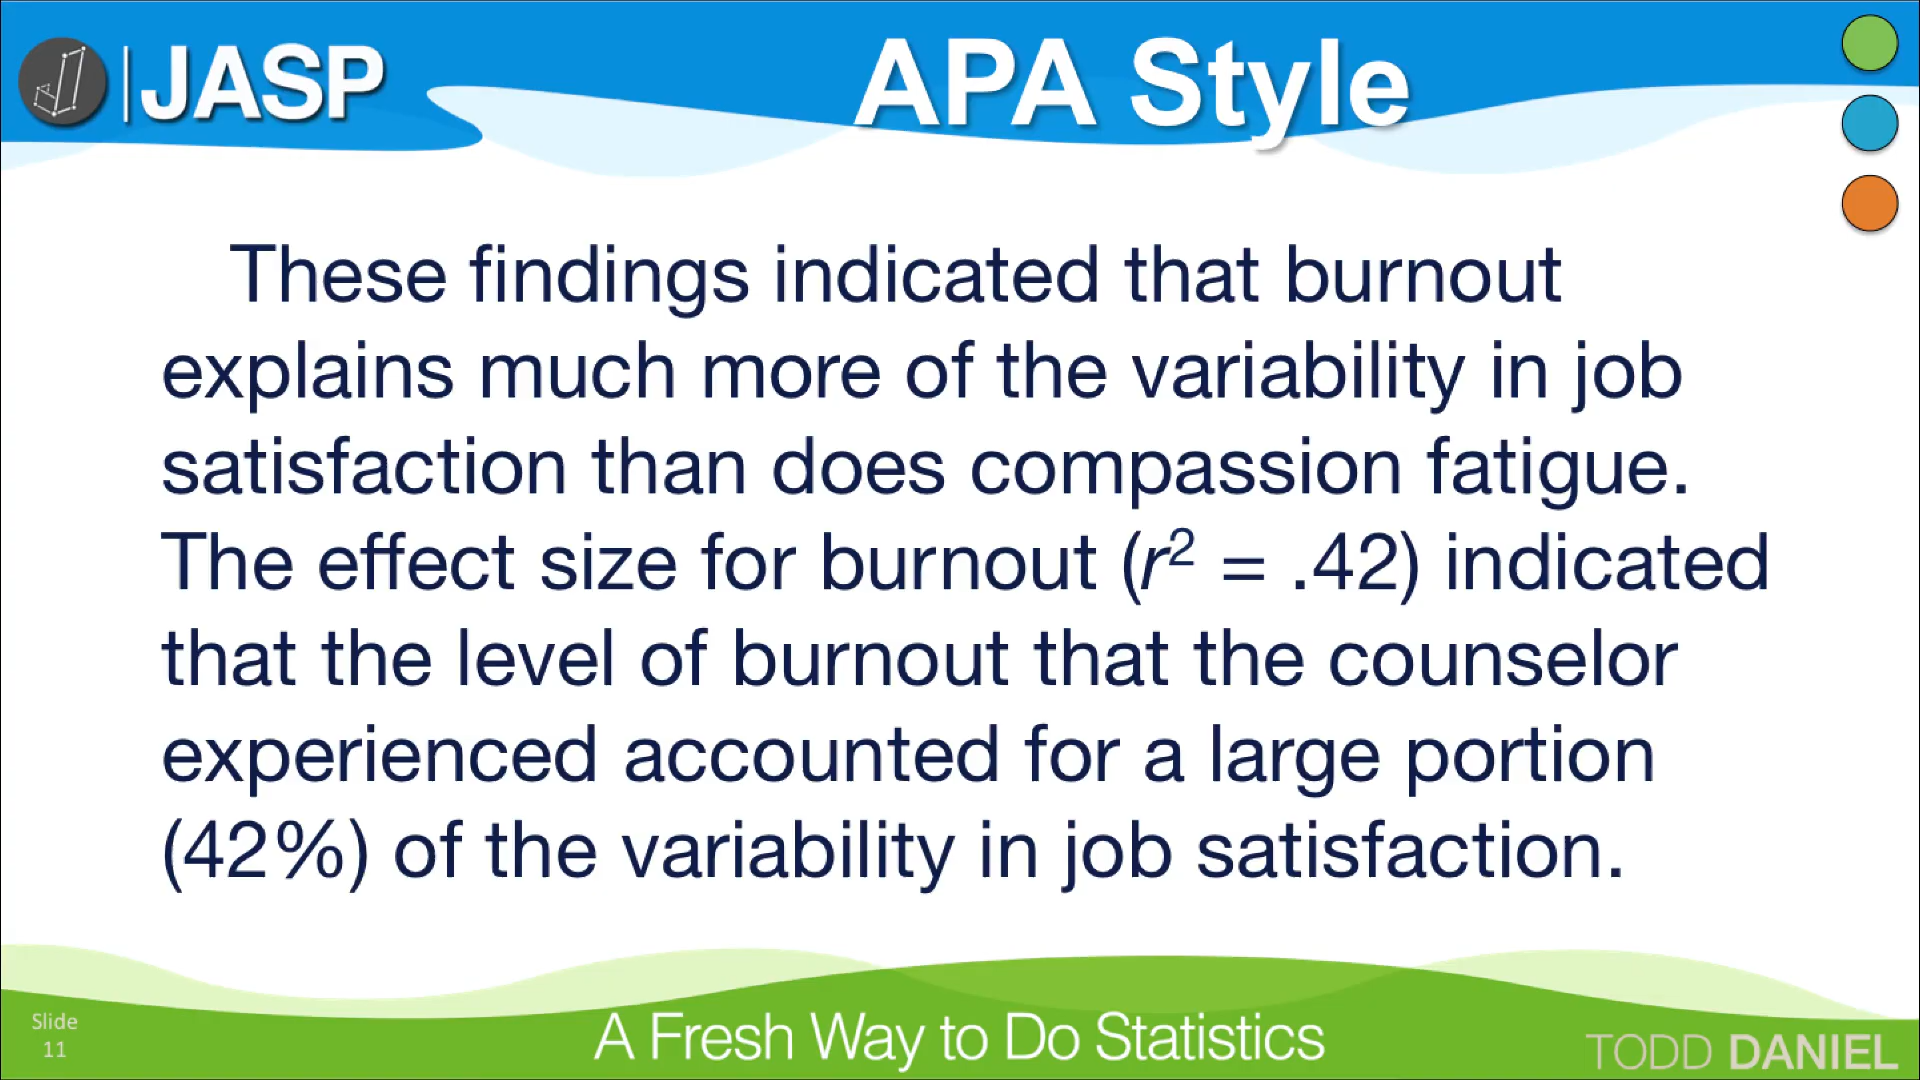 JASP
APA Style
These findings indicated that burnout
explains much more of the variability in job
satisfaction than does compassion fatigue.
The effect size for burnout (r² = .42) indicated
that the level of burnout that the counselor
experienced accounted for a large portion
(42%) of the variability in job satisfaction.
Slide
11
A Fresh Way to Do Statistics
TODD DANIEL